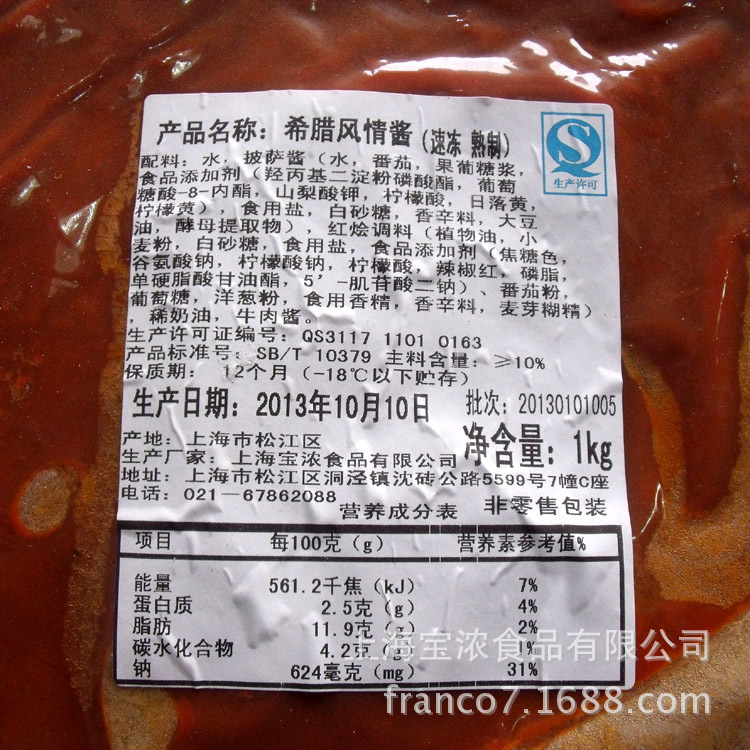 产品名称：希腊风情酱（速冻 熟制）
生产许可
配料：水，披萨酱（水，番茄，果葡糖浆，
食品添加剂（羟丙基二淀粉磷酸酯，葡萄
糖酸-8-内酯，山梨酸钾，柠檬酸，日落黄，
柠檬黄），食用盐，白砂糖，香辛料，大豆
油，酵母提取物），红烩调料（植物油，小
麦粉，白砂糖，食用盐，食品添加剂（焦糖色，
谷氨酸钠，柠檬酸钠，柠檬酸，辣椒红，磷脂，
单硬脂酸甘油酯，5’-肌苷酸二钠）、番茄粉，
葡萄糖，洋葱粉，食用香精，香辛料，麦芽糊精）
，稀奶油，牛肉酱。
生产许可证编号：QS3117 1101 0163
产品标准号：SB/T 10379 主料含量：≥10%
保质期： 12个月（-18℃以下贮存）
生产日期：2013年10月10日 批次：20130101005
产地：上海市松江区 净含量：1kg
生产厂家：上海宝浓食品有限公司
地址：上海市松江区洞泾镇沈砖公路5599号7幢C座
电话：021-67862088
营养成分表 非零售包装
项目 每100克（g） 营养素参考值%
能量 561.2千焦（kJ） 7%
蛋白质 2.5克（g） 4%
脂肪 11.9克（g） 2%
碳水化合物 4.2克（g） 1%
钠 624毫克（mg） 31%
上海宝浓食品有限公司
franco7.1688.com